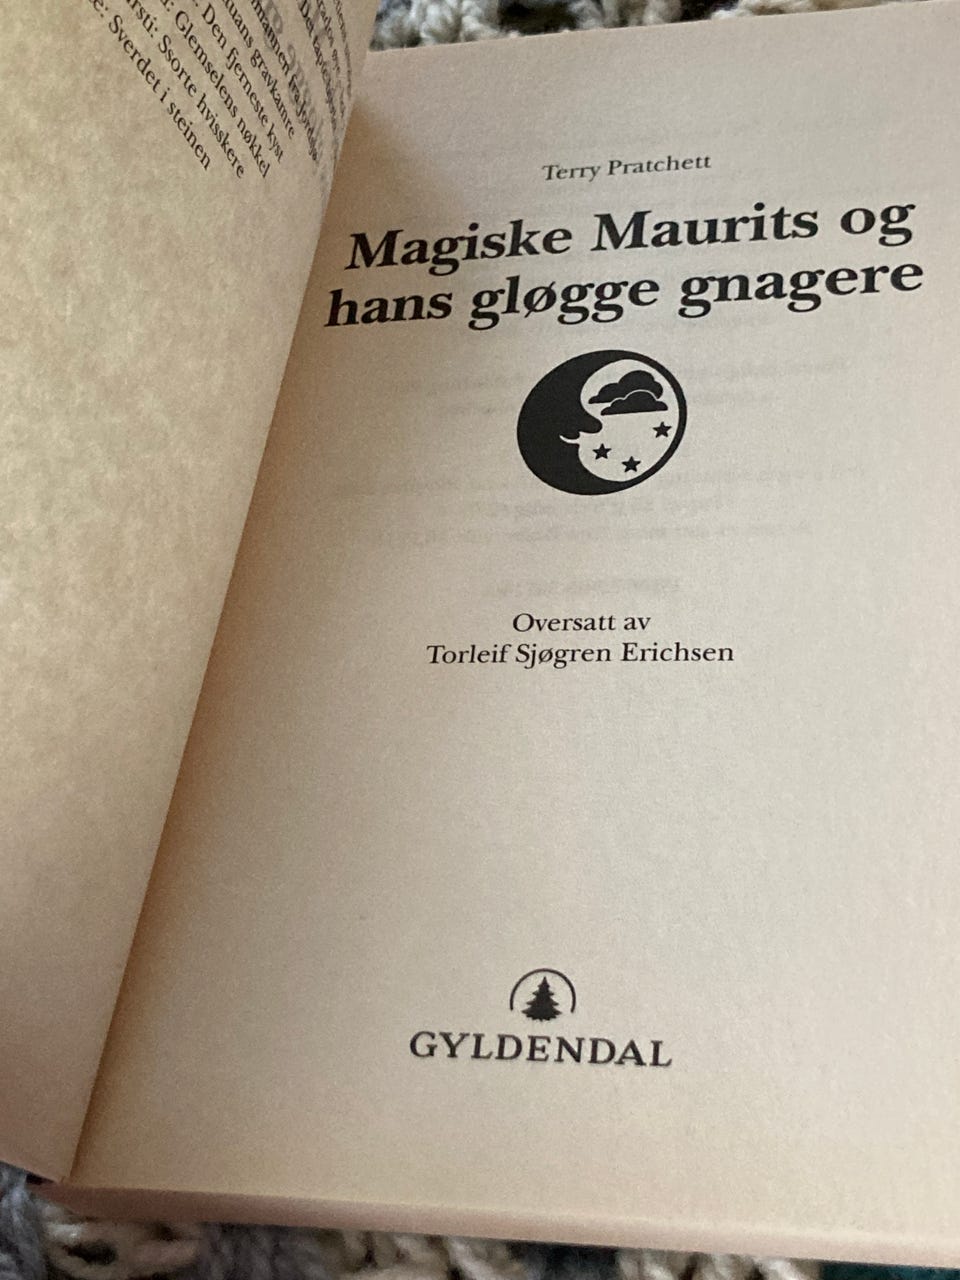 Den fjerneste kyst
Glemselens nøkkel
Ssorte hvisskere
Sverdet i steinen
Terry Pratchett
Magiske Maurits og
hans gløgge gnagere
Oversatt av
Torleif Sjøgren Erichsen
GYLDENDAL